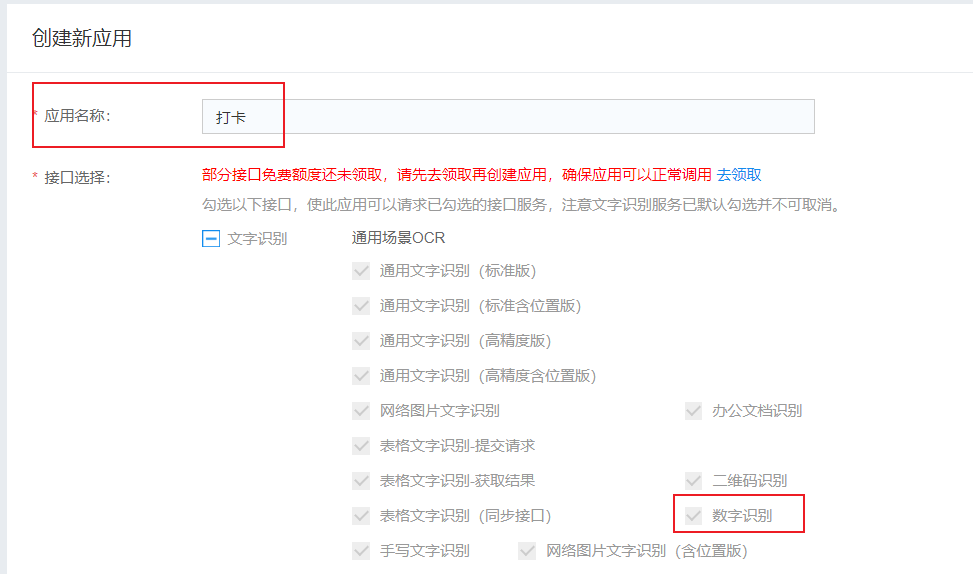 创建新应用
* 应用名称： 打卡
* 接口选择： 部分接口免费额度还未领取，请先去领取再创建应用，确保应用可以正常调用 去领取
勾选以下接口，使此应用可以请求已勾选的接口服务，注意文字识别服务已默认勾选并不可取消。
文字识别 通用场景OCR
通用文字识别（标准版）
通用文字识别（标准含位置版）
通用文字识别（高精度版）
通用文字识别（高精度含位置版）
网络图片文字识别 办公文档识别
表格文字识别-提交请求
表格文字识别-获取结果 二维码识别
表格文字识别（同步接口） 数字识别
手写文字识别 网络图片文字识别（含位置版）